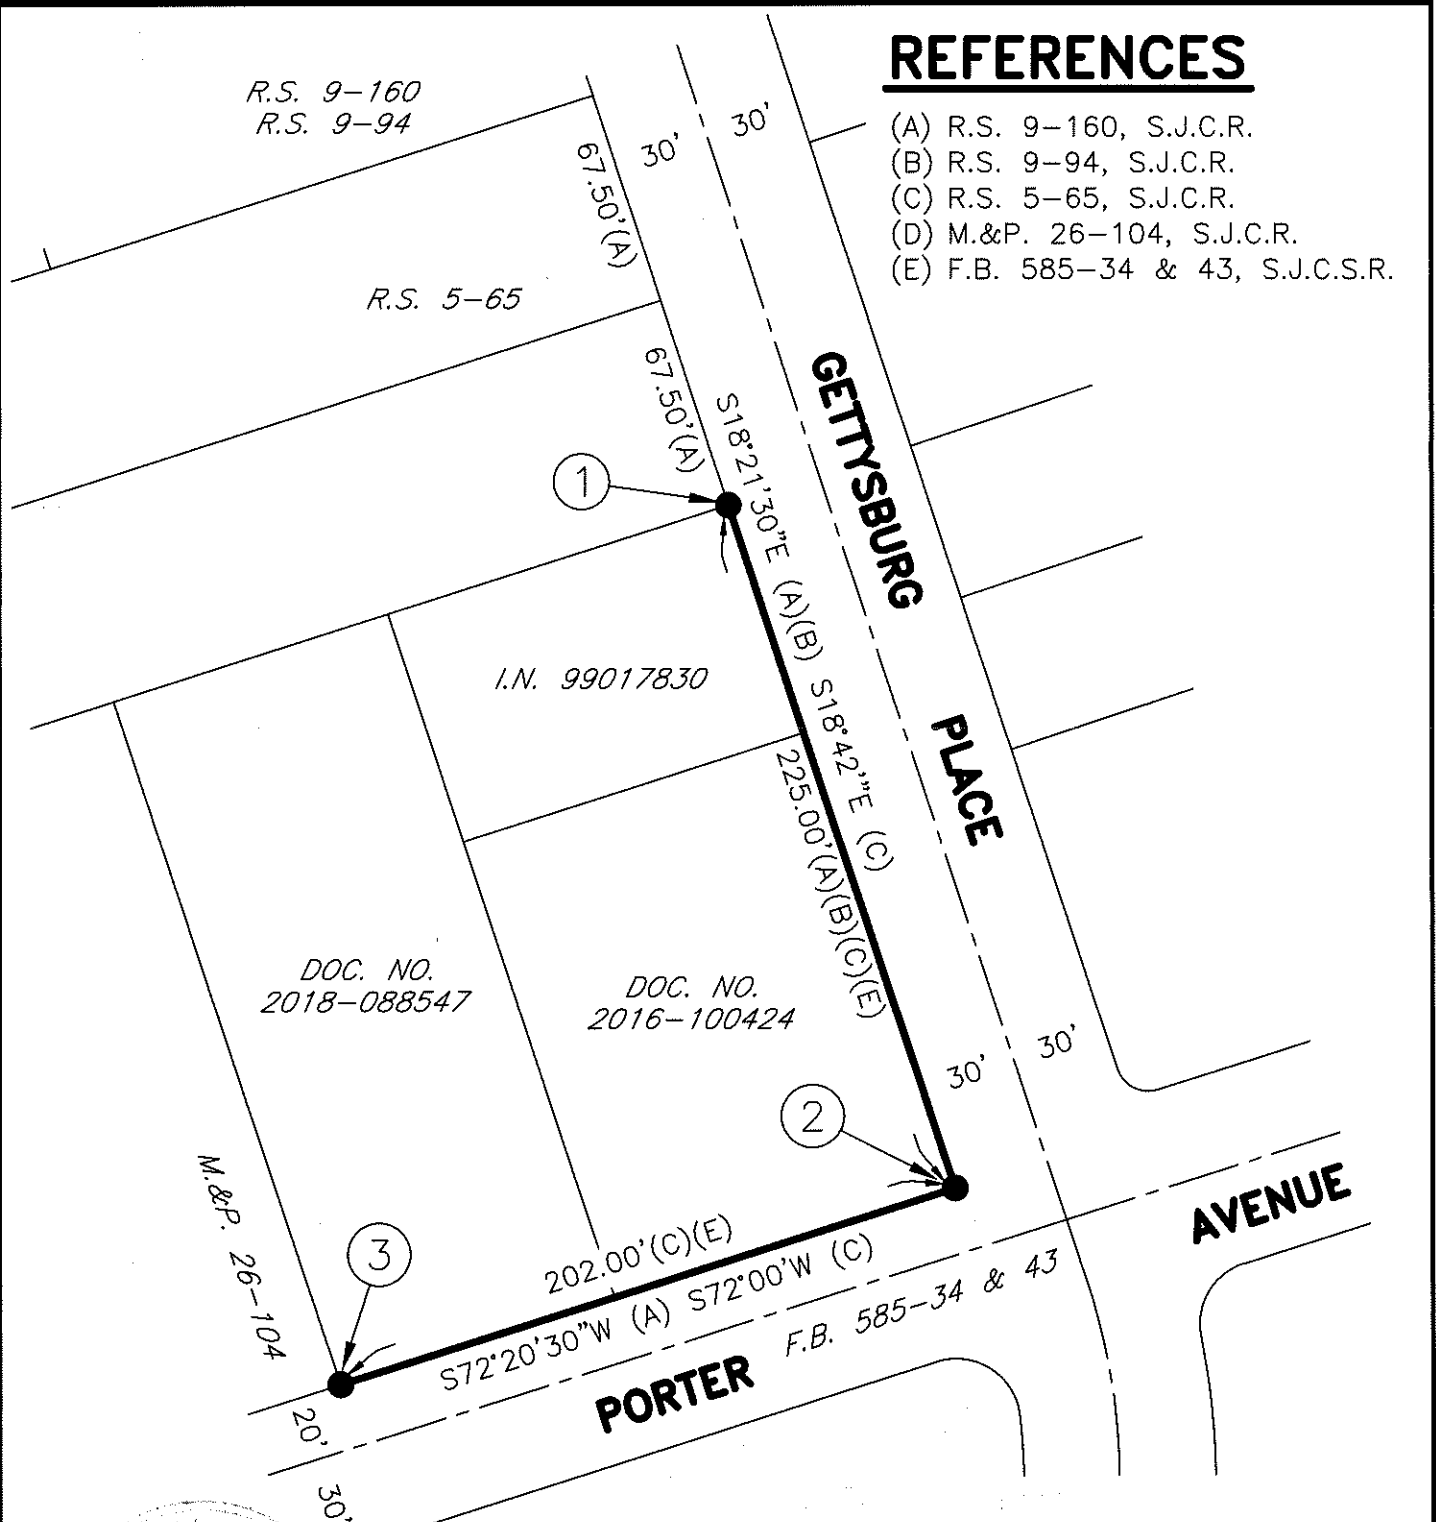 REFERENCES
(A) R.S. 9-160, S.J.C.R.
(B) R.S. 9-94, S.J.C.R.
(C) R.S. 5-65, S.J.C.R.
(D) M.&P. 26-104, S.J.C.R.
(E) F.B. 585-34 & 43, S.J.C.S.R.
R.S. 9-160
R.S. 9-94
30'
30'
67.50'(A)
R.S. 5-65
67.50'(A)
GETTYSBURG
PLACE
1
S18°21'30"E (A)(B) S18°42'"E (C)
225.00'(A)(B)(C)(E)
I.N. 99017830
DOC. NO.
2018-088547
DOC. NO.
2016-100424
30'
30'
2
M.&P. 26-104
3
202.00'(C)(E)
S72°20'30"W (A) S72°00'W (C)
F.B. 585-34 & 43
PORTER
AVENUE
20'
30'